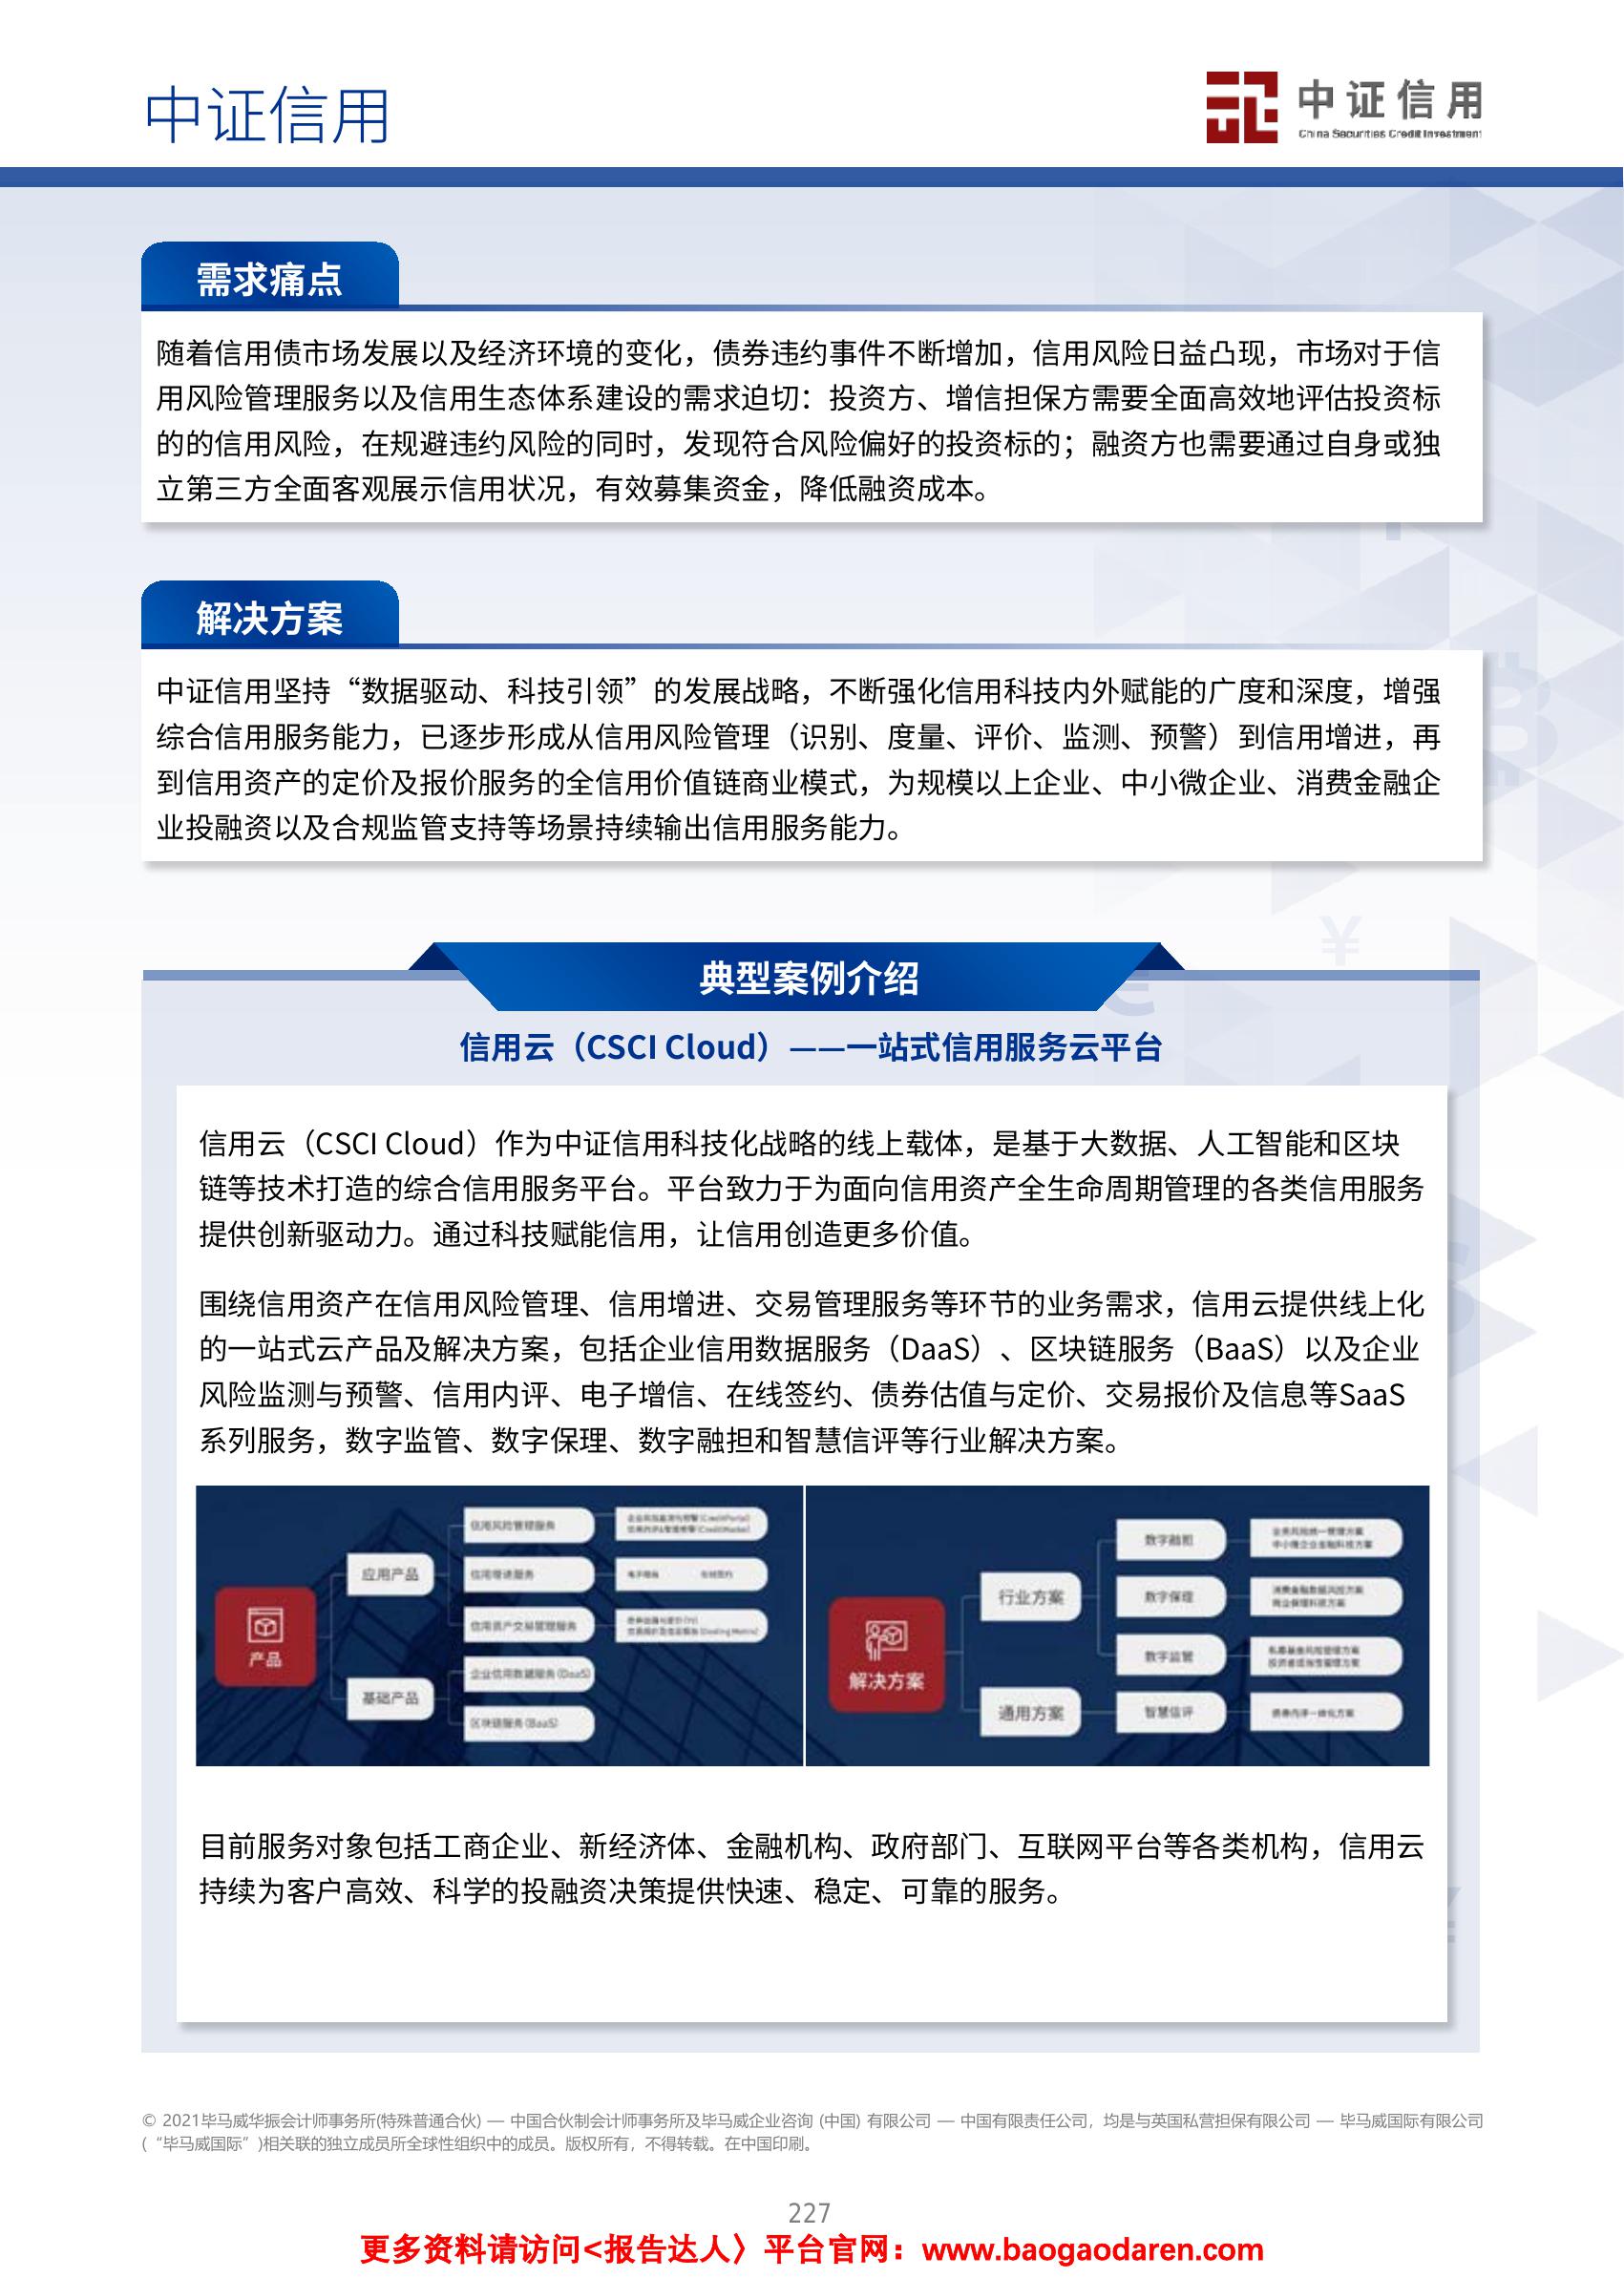 中证信用
中证信用
China Securities Credit Investment
需求痛点
随着信用债市场发展以及经济环境的变化，债券违约事件不断增加，信用风险日益凸现，市场对于信
用风险管理服务以及信用生态体系建设的需求迫切：投资方、增信担保方需要全面高效地评估投资标
的的信用风险，在规避违约风险的同时，发现符合风险偏好的投资标的；融资方也需要通过自身或独
立第三方全面客观展示信用状况，有效募集资金，降低融资成本。
解决方案
中证信用坚持“数据驱动、科技引领”的发展战略，不断强化信用科技内外赋能的广度和深度，增强
综合信用服务能力，已逐步形成从信用风险管理（识别、度量、评价、监测、预警）到信用增进，再
到信用资产的定价及报价服务的全信用价值链商业模式，为规模以上企业、中小微企业、消费金融企
业投融资以及合规监管支持等场景持续输出信用服务能力。
典型案例介绍
信用云（CSCI Cloud）——一站式信用服务云平台
信用云（CSCI Cloud）作为中证信用科技化战略的线上载体，是基于大数据、人工智能和区块
链等技术打造的综合信用服务平台。平台致力于为面向信用资产全生命周期管理的各类信用服务
提供创新驱动力。通过科技赋能信用，让信用创造更多价值。
围绕信用资产在信用风险管理、信用增进、交易管理服务等环节的业务需求，信用云提供线上化
的一站式云产品及解决方案，包括企业信用数据服务（DaaS）、区块链服务（BaaS）以及企业
风险监测与预警、信用内评、电子增信、在线签约、债券估值与定价、交易报价及信息等SaaS
系列服务，数字监管、数字保理、数字融担和智慧信评等行业解决方案。
产品
应用产品
信用风险管理服务
信用增进服务
信用资产交易管理服务
基础产品
企业信用数据服务 (DaaS)
区块链服务 (BaaS)
解决方案
行业方案
数字融担
数字保理
数字监管
通用方案
智慧信评
目前服务对象包括工商企业、新经济体、金融机构、政府部门、互联网平台等各类机构，信用云
持续为客户高效、科学的投融资决策提供快速、稳定、可靠的服务。
© 2021毕马威华振会计师事务所(特殊普通合伙) — 中国合伙制会计师事务所及毕马威企业咨询 (中国) 有限公司 — 中国有限责任公司，均是与英国私营担保有限公司 — 毕马威国际有限公司
(“毕马威国际”)相关联的独立成员所全球性组织中的成员。版权所有，不得转载。在中国印刷。
227
更多资料请访问<报告达人〉平台官网：www.baogaodaren.com